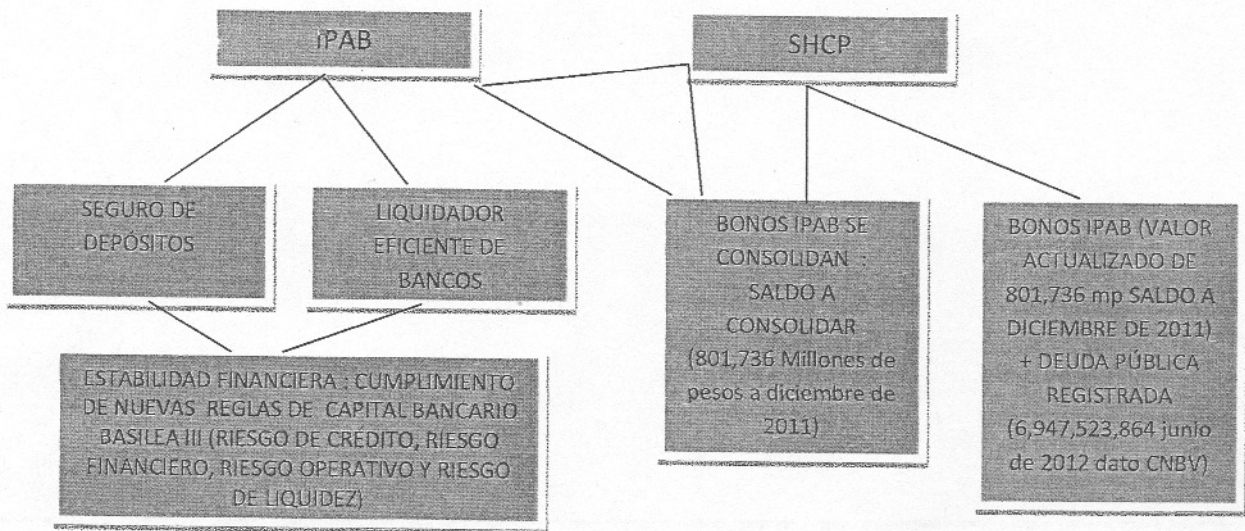 iPAB
SHCP
SEGURO DE
DEPÓSITOS
LIQUIDADOR
EFICIENTE DE
BANCOS
BONOS IPAB SE
CONSOLIDAN :
SALDO A
CONSOLIDAR
(801,736 Millones de
pesos a diciembre de
2011)
BONOS IPAB (VALOR
ACTUALIZADO DE
801,736 mp SALDO A
DICIEMBRE DE 2011)
+ DEUDA PÚBLICA
REGISTRADA
(6,947,523,864 junio
de 2012 dato CNBV)
ESTABILIDAD FINANCIERA : CUMPLIMIENTO
DE NUEVAS REGLAS DE CAPITAL BANCARIO
BASILEA III (RIESGO DE CRÉDITO, RIESGO
FINANCIERO, RIESGO OPERATIVO Y RIESGO
DE LIQUIDEZ)